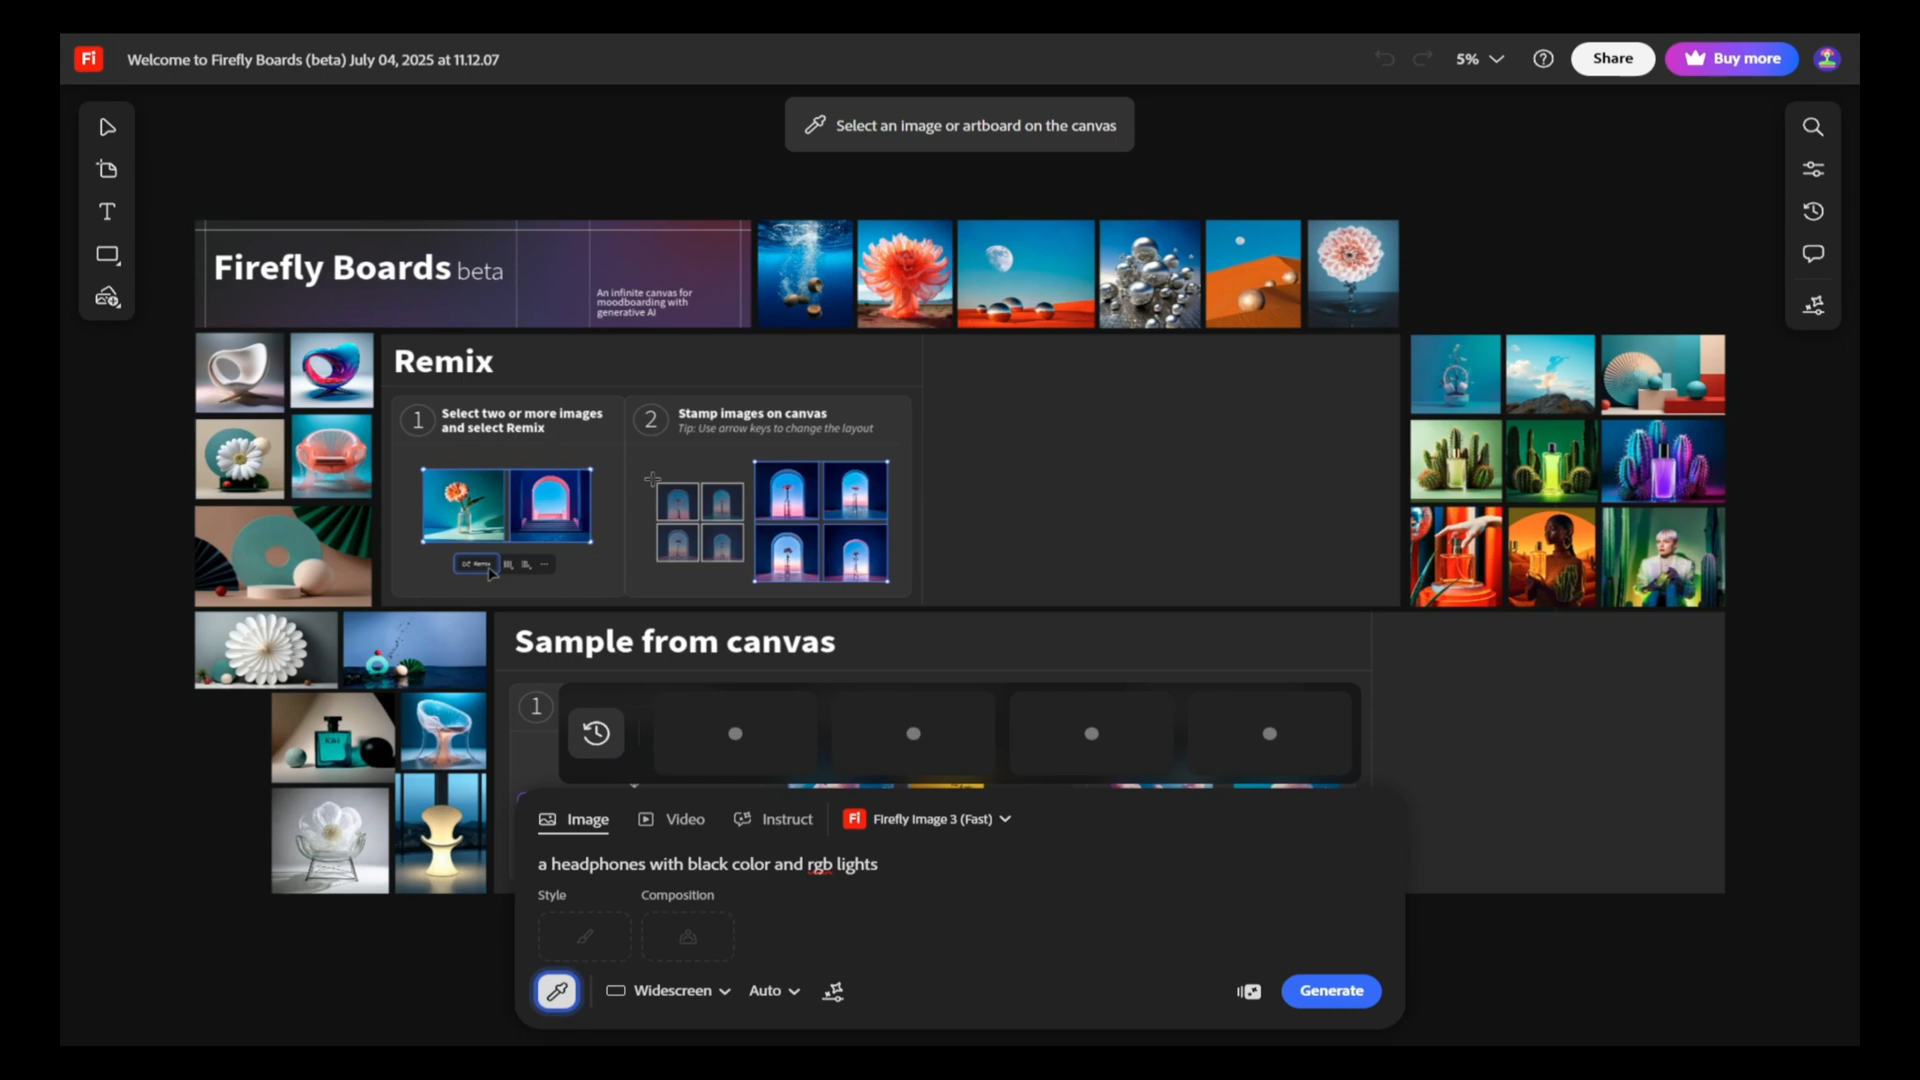 Fi
Welcome to Firefly Boards (beta) July 04, 2025 at 11.12.07
5%
Share
Buy more
Select an image or artboard on the canvas
T
Firefly Boards beta
An infinite canvas for
moodboarding with
generative AI
Remix
1
Select two or more images
and select Remix
2
Stamp images on canvas
Tip: Use arrow keys to change the layout
Remix
Sample from canvas
1
Image
Video
Instruct
Fi
Firefly Image 3 (Fast)
a headphones with black color and rgb lights
Style
Composition
Widescreen
Auto
Generate